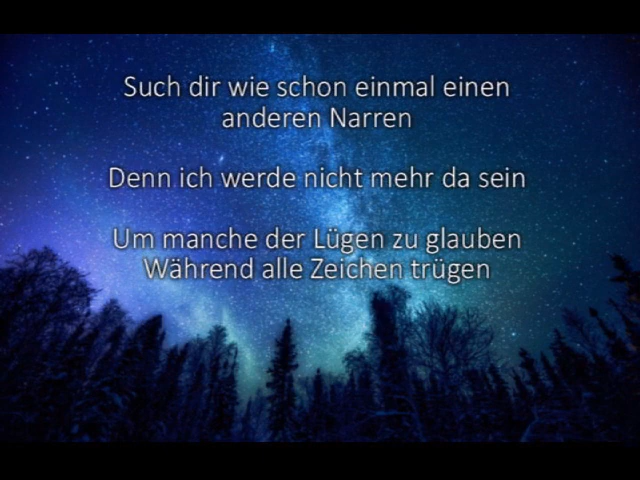 Such dir wie schon einmal einen
anderen Narren
Denn ich werde nicht mehr da sein
Um manche der Lügen zu glauben
Während alle Zeichen trügen